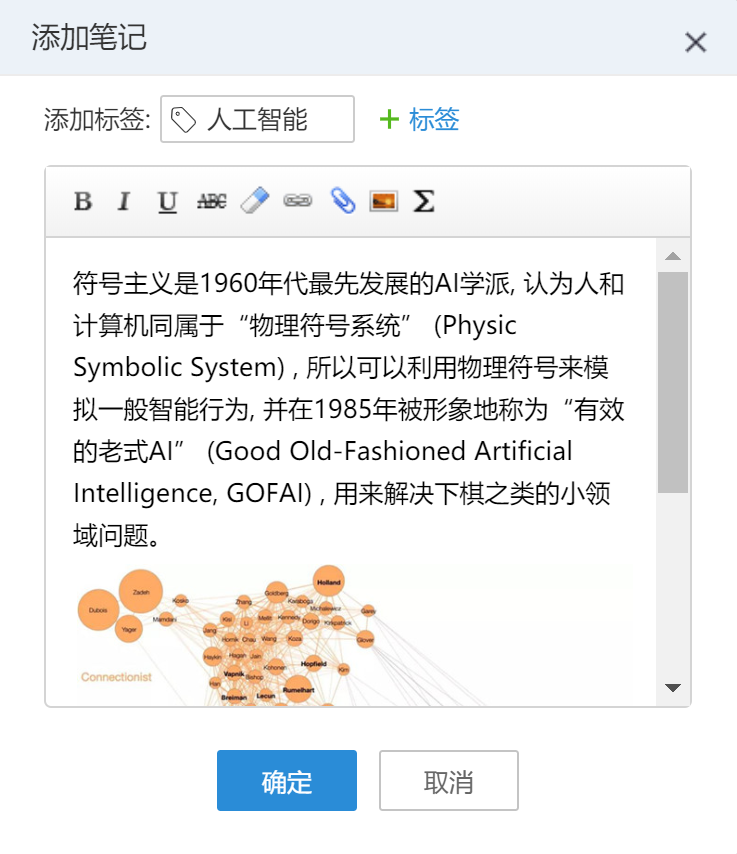 添加笔记
添加标签:
人工智能
+ 标签
B I U ABC Σ
符号主义是1960年代最先发展的AI学派, 认为人和
计算机同属于“物理符号系统” (Physic
Symbolic System) , 所以可以利用物理符号来模
拟一般智能行为, 并在1985年被形象地称为“有效
的老式AI” (Good Old-Fashioned Artificial
Intelligence, GOFAI) , 用来解决下棋之类的小领
域问题。
Holland
Zadeh
Goldberg
Kosko
Zhang
Kwaboga
Dubois
Michalewicz
Gares
Mamdani
Kei
Li
Meitir
Kennedy
Dorigo
Kirkpatrick
Yager
Jang
Hornik
Chau
Wang
Koza
Glover
Haykin
Hagan
Jain
Kohonen
Hopfield
Kim
Connectionist
Vapnik
Bishop
Han
Rumelhart
Breiman
Lecun
确定
取消